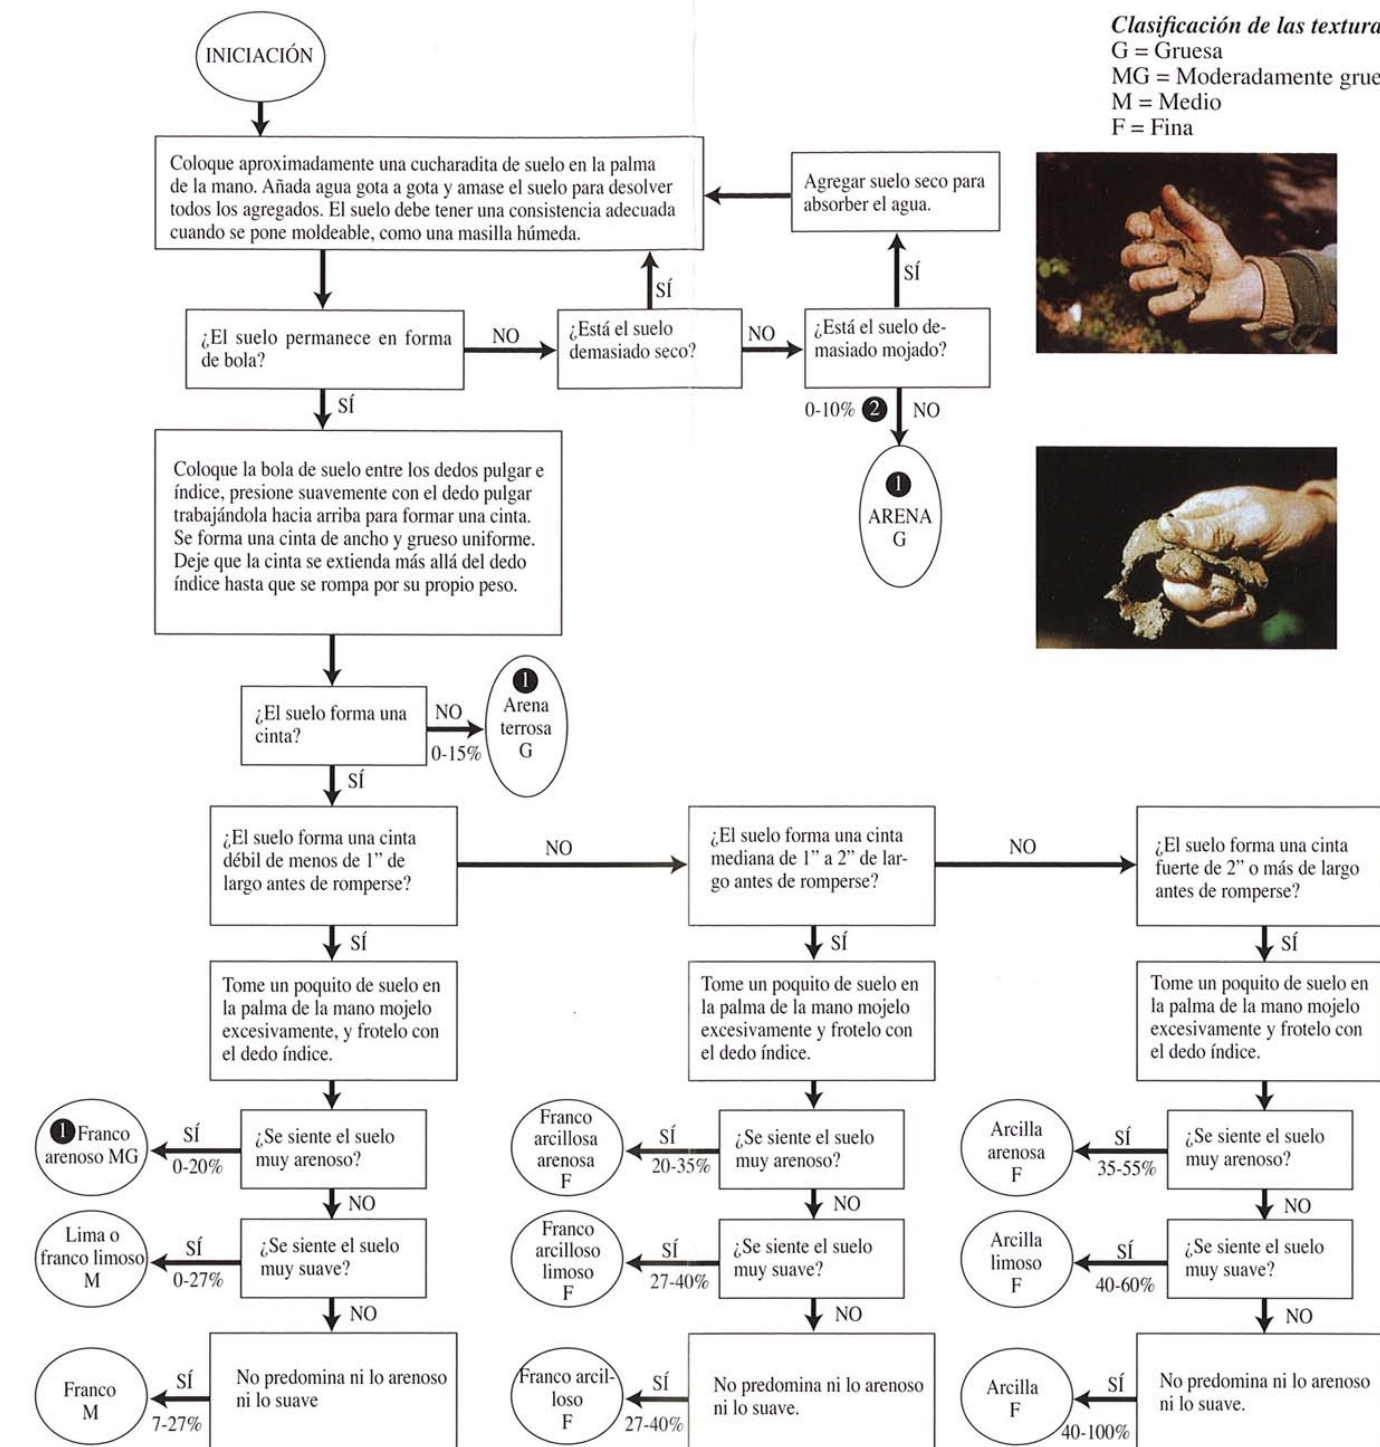 INICIACIÓN
Clasificación de las textura
G = Gruesa
MG = Moderadamente grue
M = Medio
F = Fina
Coloque aproximadamente una cucharadita de suelo en la palma
de la mano. Añada agua gota a gota y amase el suelo para desolver
todos los agregados. El suelo debe tener una consistencia adecuada
cuando se pone moldeable, como una masilla húmeda.
Agregar suelo seco para
absorber el agua.
SÍ
SÍ
¿El suelo permanece en forma
de bola?
NO
¿Está el suelo
demasiado seco?
NO
¿Está el suelo de-
masiado mojado?
SÍ
0-10% 2 NO
1
ARENA
G
Coloque la bola de suelo entre los dedos pulgar e
índice, presione suavemente con el dedo pulgar
trabajándola hacia arriba para formar una cinta.
Se forma una cinta de ancho y grueso uniforme.
Deje que la cinta se extienda más allá del dedo
índice hasta que se rompa por su propio peso.
¿El suelo forma una
cinta?
NO
0-15%
1
Arena
terrosa
G
SÍ
¿El suelo forma una cinta
débil de menos de 1” de
largo antes de romperse?
NO
¿El suelo forma una cinta
mediana de 1” a 2” de lar-
go antes de romperse?
NO
¿El suelo forma una cinta
fuerte de 2” o más de largo
antes de romperse?
SÍ
SÍ
SÍ
Tome un poquito de suelo en
la palma de la mano mojelo
excesivamente, y frotelo con
el dedo índice.
Tome un poquito de suelo en
la palma de la mano mojelo
excesivamente y frotelo con
el dedo índice.
Tome un poquito de suelo en
la palma de la mano mojelo
excesivamente y frotelo con
el dedo índice.
1 Franco
arenoso MG
SÍ
0-20%
¿Se siente el suelo
muy arenoso?
Franco
arcillosa
arenosa
F
SÍ
20-35%
¿Se siente el suelo
muy arenoso?
Arcilla
arenosa
F
SÍ
35-55%
¿Se siente el suelo
muy arenoso?
NO
NO
NO
Lima o
franco limoso
M
SÍ
0-27%
¿Se siente el suelo
muy suave?
Franco
arcilloso
limoso
F
SÍ
27-40%
¿Se siente el suelo
muy suave?
Arcilla
limoso
F
SÍ
40-60%
¿Se siente el suelo
muy suave?
NO
NO
NO
Franco
M
SÍ
7-27%
No predomina ni lo arenoso
ni lo suave
Franco arcil-
loso
F
SÍ
27-40%
No predomina ni lo arenoso
ni lo suave.
Arcilla
F
SÍ
40-100%
No predomina ni lo arenoso
ni lo suave.